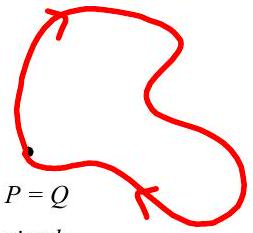 P = Q